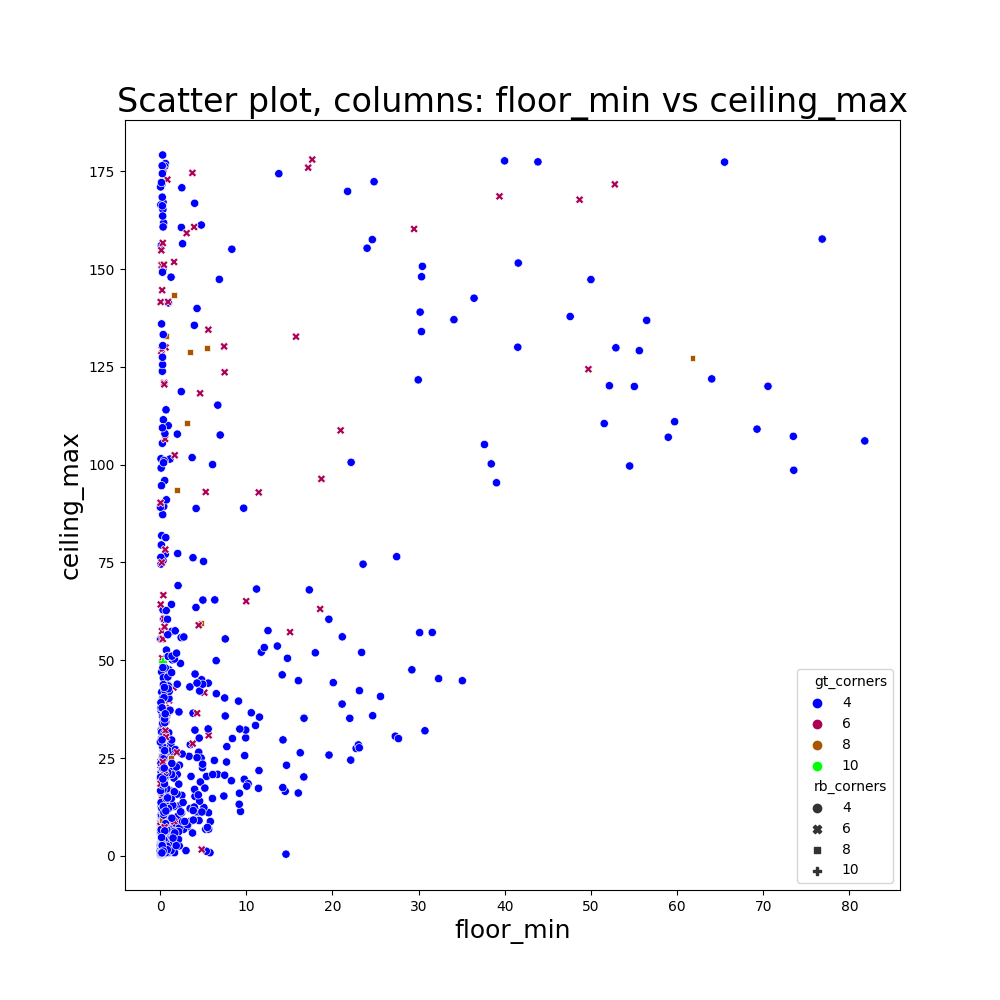 Scatter plot, columns: floor_min vs ceiling_max
175
150
125
100
75
50
25
0
ceiling_max
0 10 20 30 40 50 60 70 80
floor_min
gt_corners
4
6
8
10
rb_corners
4
6
8
10